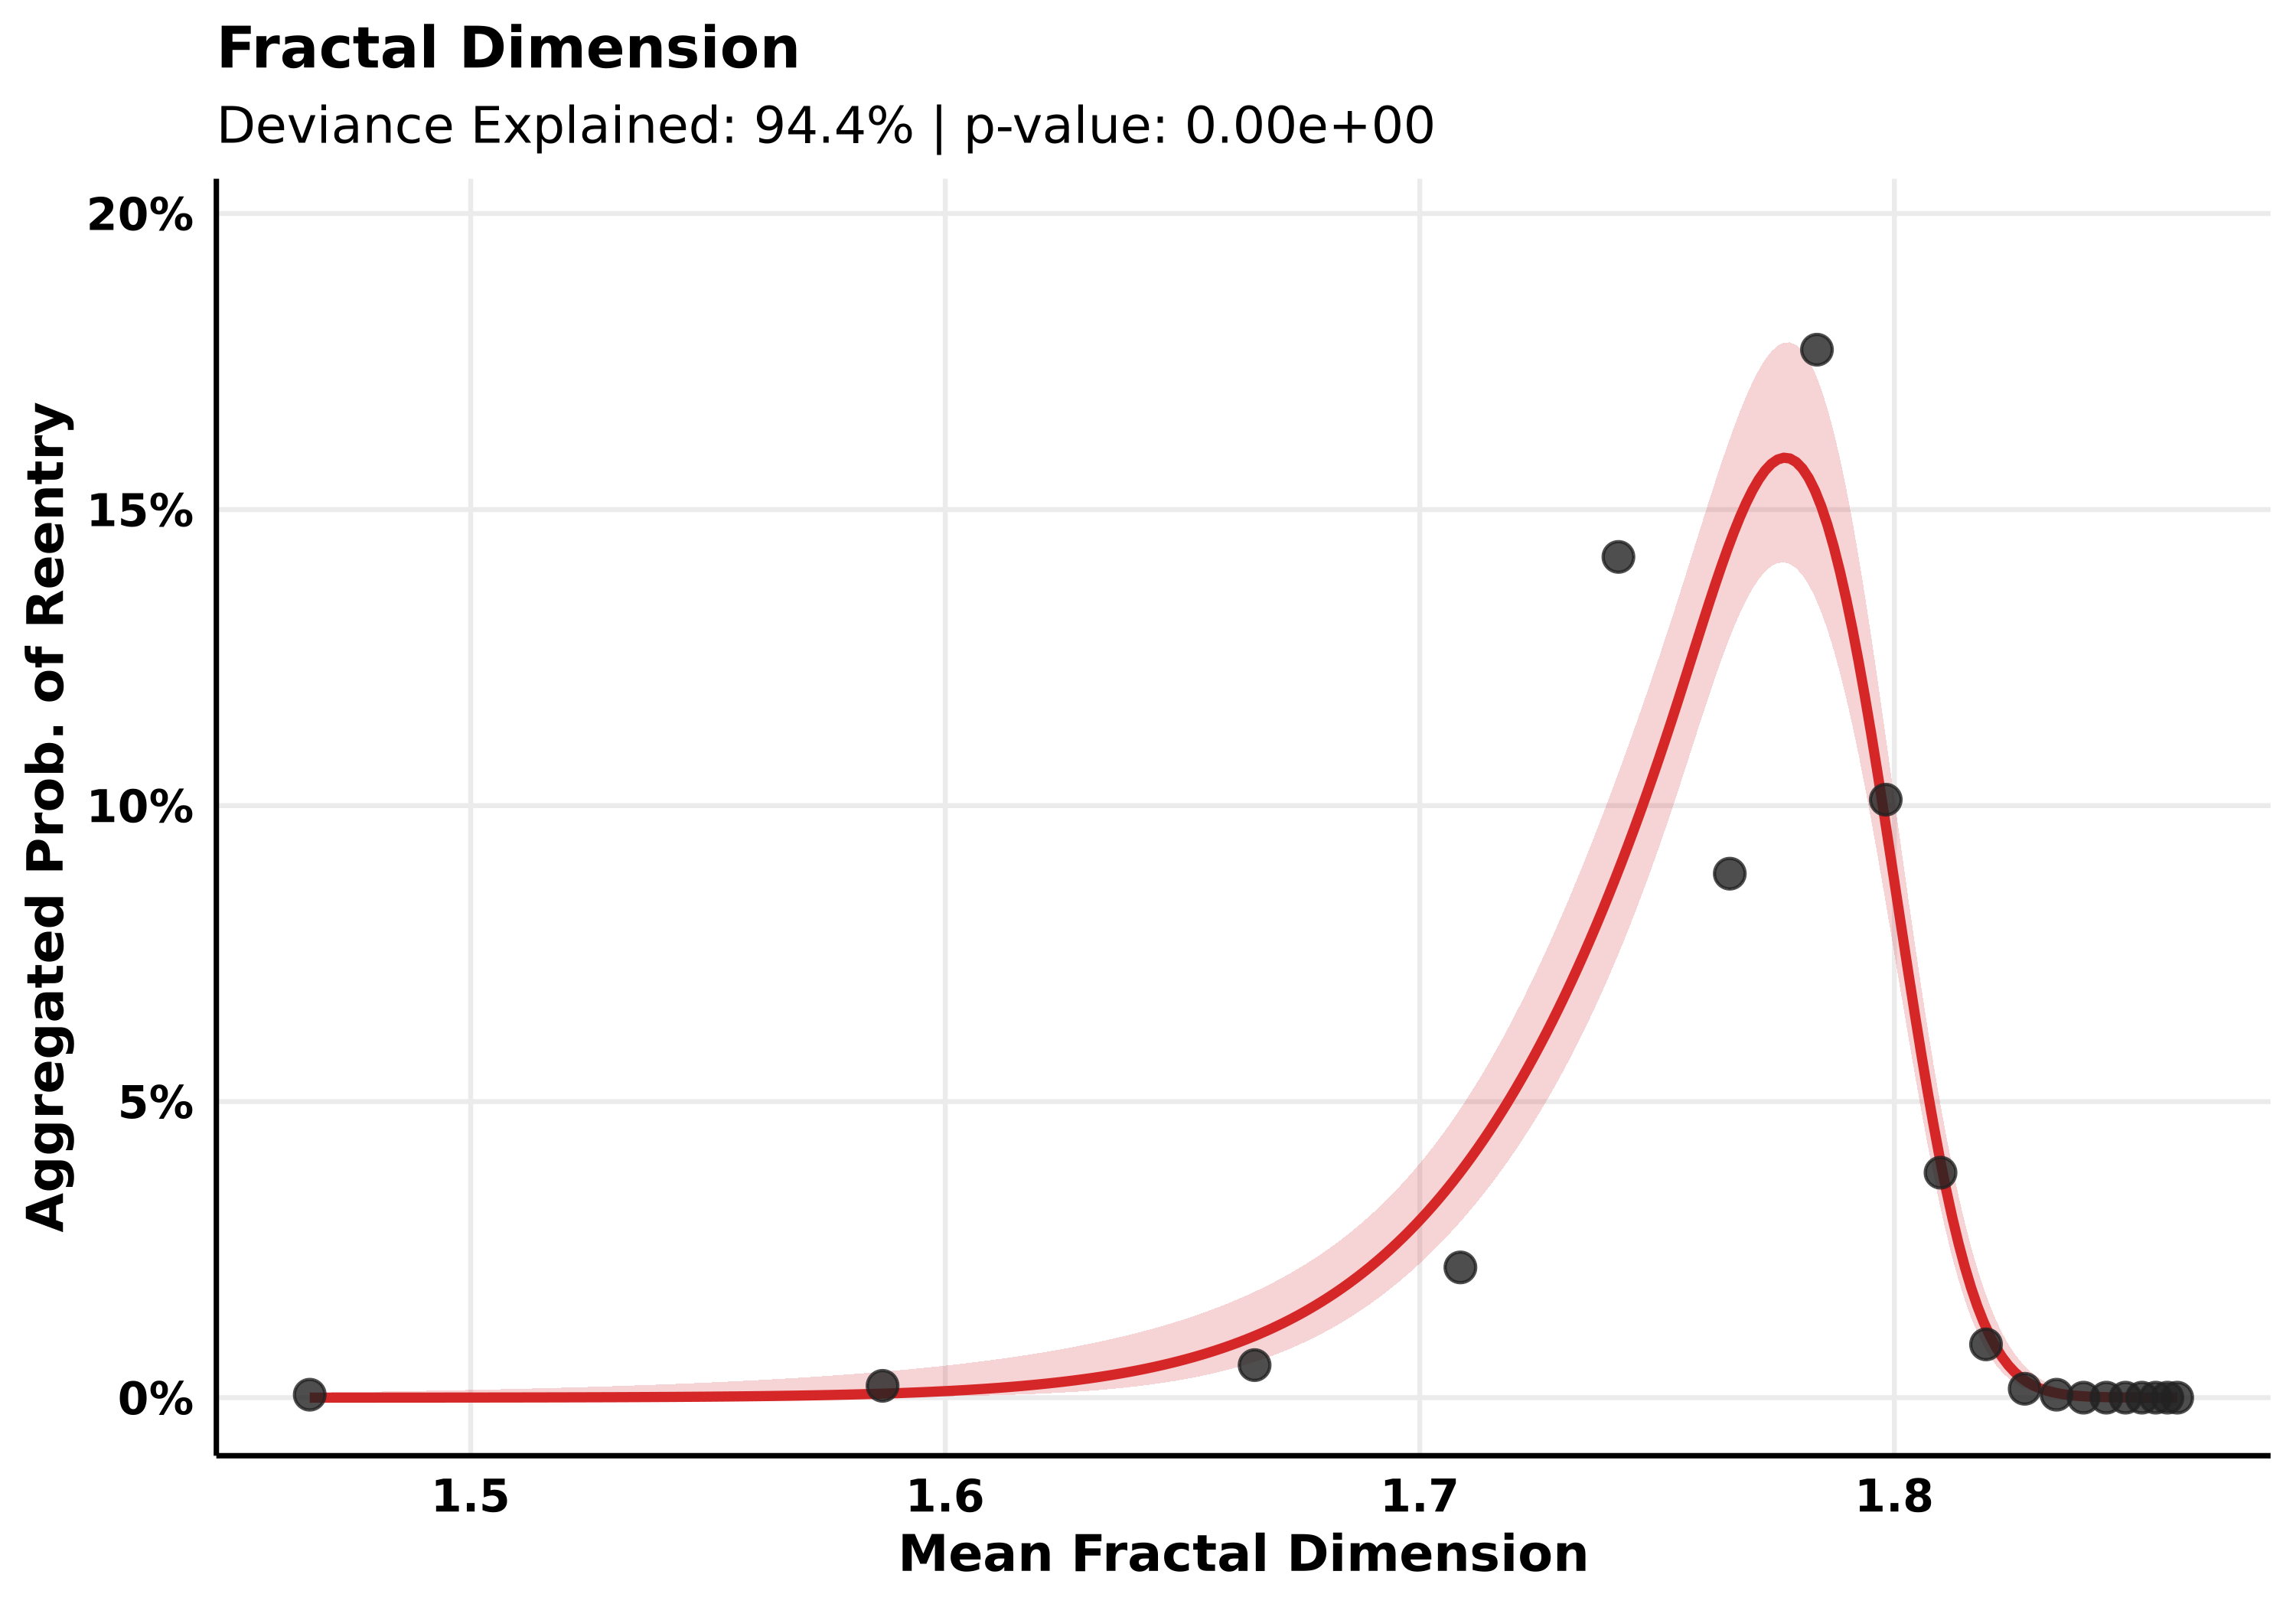 Fractal Dimension
Deviance Explained: 94.4% | p-value: 0.00e+00
Aggregated Prob. of Reentry
20%
15%
10%
5%
0%
1.5 1.6 1.7 1.8
Mean Fractal Dimension